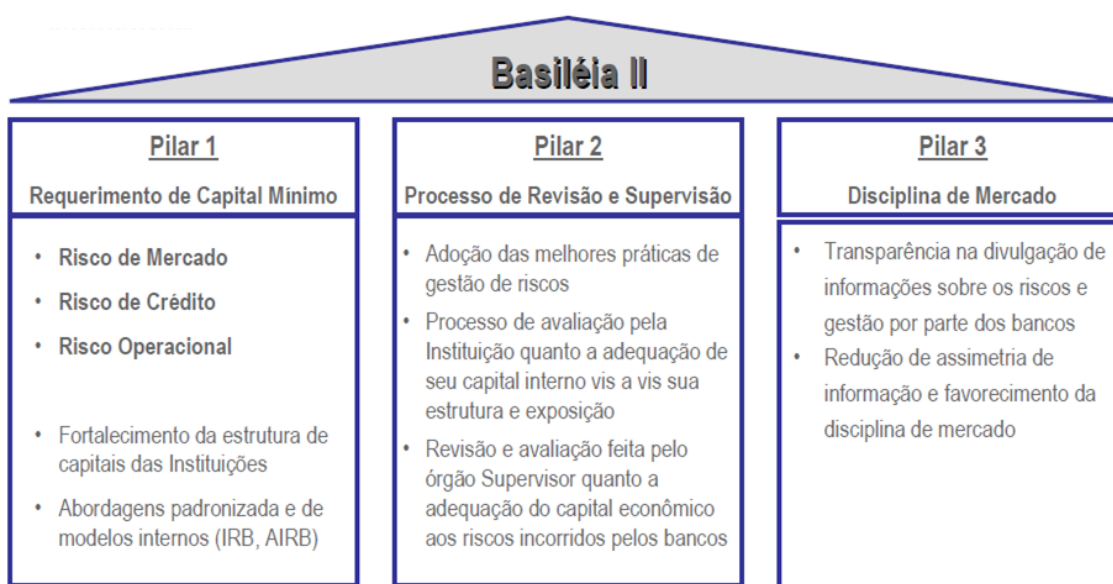 Basiléia II
Pilar 1
Requerimento de Capital Mínimo
• Risco de Mercado
• Risco de Crédito
• Risco Operacional
• Fortalecimento da estrutura de
capitais das Instituições
• Abordagens padronizada e de
modelos internos (IRB, AIRB)
Pilar 2
Processo de Revisão e Supervisão
• Adoção das melhores práticas de
gestão de riscos
• Processo de avaliação pela
Instituição quanto a adequação de
seu capital interno vis a vis sua
estrutura e exposição
• Revisão e avaliação feita pelo
órgão Supervisor quanto a
adequação do capital econômico
aos riscos incorridos pelos bancos
Pilar 3
Disciplina de Mercado
• Transparência na divulgação de
informações sobre os riscos e
gestão por parte dos bancos
• Redução de assimetria de
informação e favorecimento da
disciplina de mercado